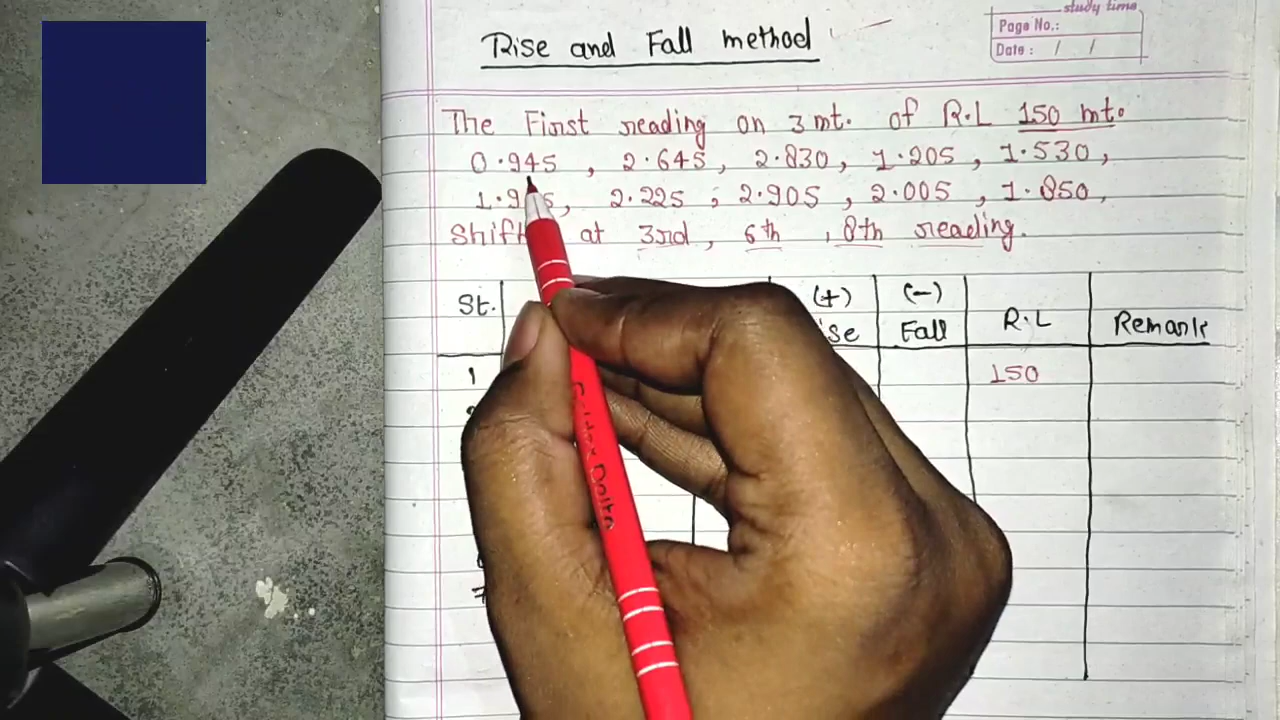 study time
Page No.:
Date : / /
Rise and Fall method
The First reading on 3 mt. of R.L 150 mt.
0.945 , 2.645 , 2.830 , 1.205 , 1.530 ,
2.225 , 2.905 , 2.005 , 1.850 ,
at 3rd , 6th , 8th reading.
St. (+) (-) Fall R.L Remark
1 150
7